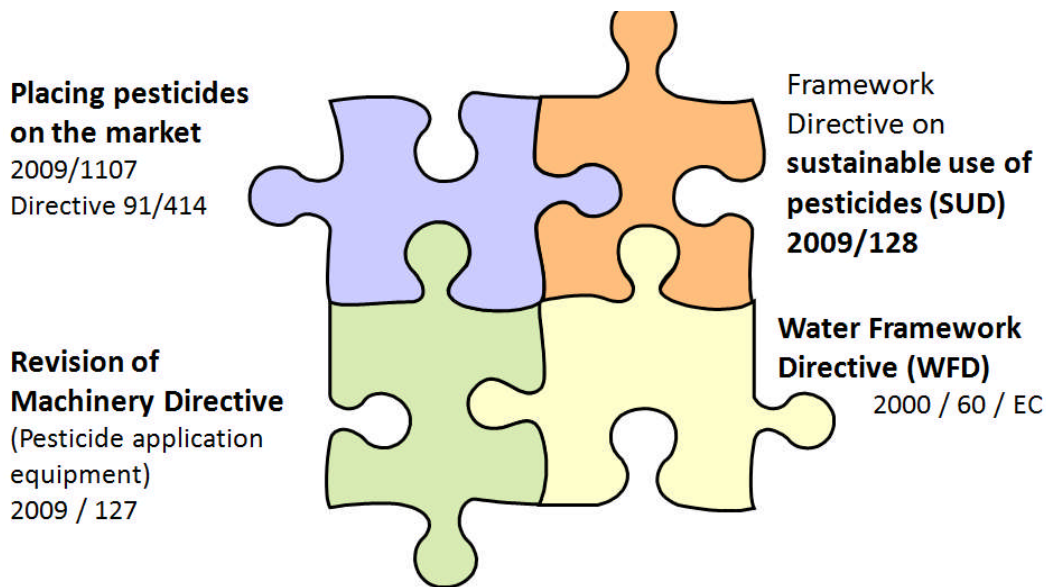 Placing pesticides
on the market
2009/1107
Directive 91/414
Framework
Directive on
sustainable use of
pesticides (SUD)
2009/128
Revision of
Machinery Directive
(Pesticide application
equipment)
2009 / 127
Water Framework
Directive (WFD)
2000 / 60 / EC